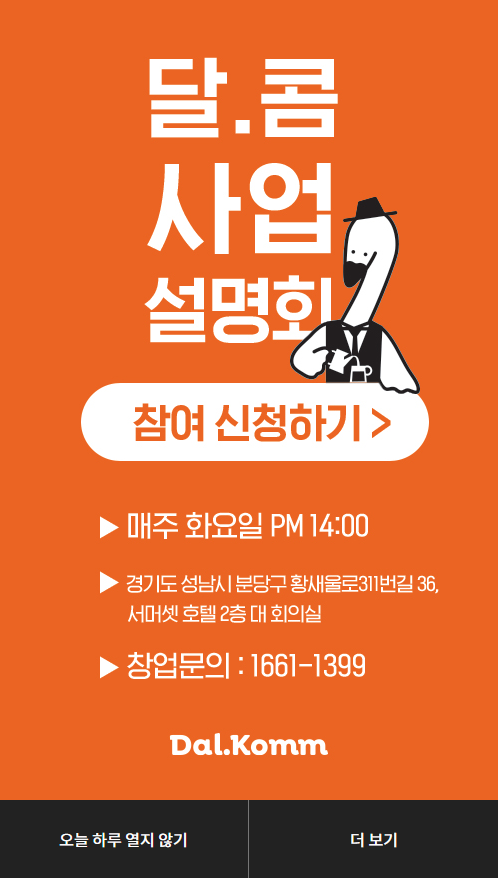 달.콤
사업
설명회
참여 신청하기 >
▶ 매주 화요일 PM 14:00
▶ 경기도 성남시 분당구 황새울로311번길 36,
서머셋 호텔 2층 대 회의실
▶ 창업문의 : 1661-1399
Dal.Komm
오늘 하루 열지 않기
더 보기